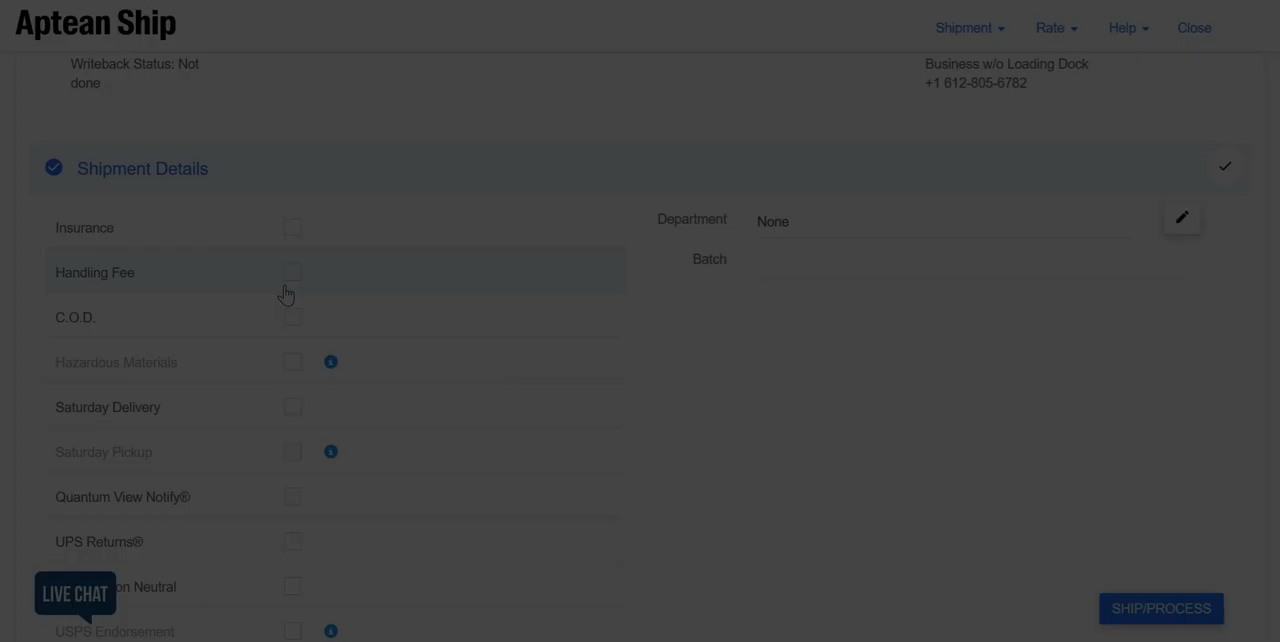 Aptean Ship
Shipment
Rate
Help
Close
Writeback Status: Not
done
Business w/o Loading Dock
+1 612-805-6782
Shipment Details
Insurance
Handling Fee
C.O.D.
Hazardous Materials
Saturday Delivery
Saturday Pickup
Quantum View Notify®
UPS Returns®
on Neutral
USPS Endorsement
Department
None
Batch
LIVE CHAT
SHIP/PROCESS